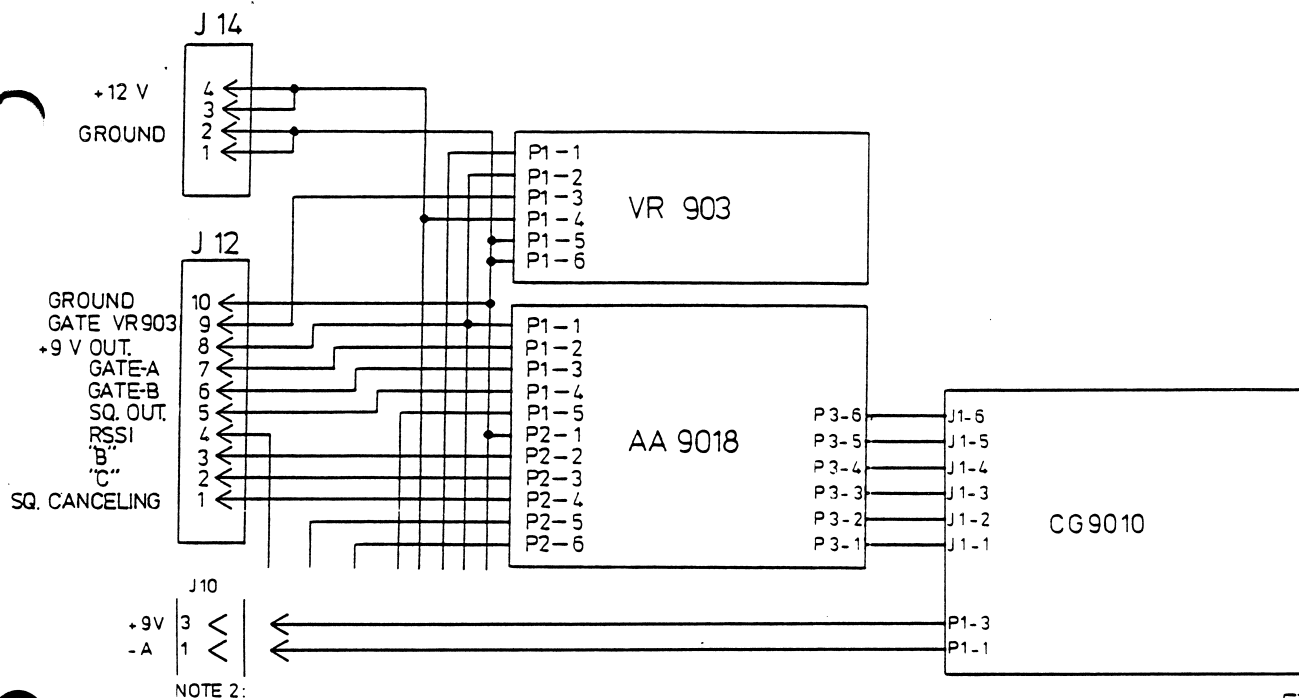 J 14
+12 V
4
3
GROUND
2
1
P1-1
P1-2
P1-3
P1-4
P1-5
P1-6
VR 903
J 12
GROUND 10
GATE VR903 9
+9 V OUT. 8
GATE-A 7
GATE-B 6
SQ. OUT. 5
RSSI 4
"B" 3
"C" 2
SQ. CANCELING 1
P1-1
P1-2
P1-3
P1-4
P1-5
P2-1
P2-2
P2-3
P2-4
P2-5
P2-6
AA 9018
P3-6
P3-5
P3-4
P3-3
P3-2
P3-1
J1-6
J1-5
J1-4
J1-3
J1-2
J1-1
CG9010
P1-3
P1-1
J10
+9V 3
-A 1
NOTE 2: